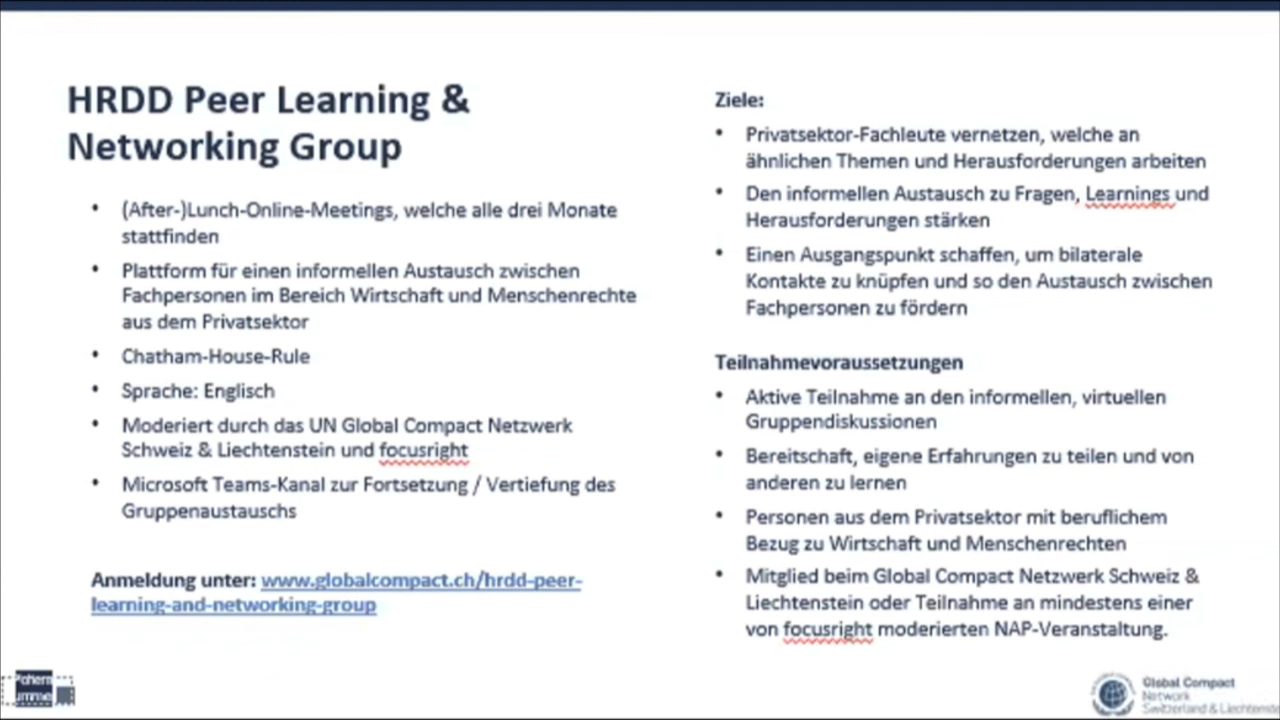 HRDD Peer Learning &
Networking Group
• (After-)Lunch-Online-Meetings, welche alle drei Monate
stattfinden
• Plattform für einen informellen Austausch zwischen
Fachpersonen im Bereich Wirtschaft und Menschenrechte
aus dem Privatsektor
• Chatham-House-Rule
• Sprache: Englisch
• Moderiert durch das UN Global Compact Netzwerk
Schweiz & Liechtenstein und focusright
• Microsoft Teams-Kanal zur Fortsetzung / Vertiefung des
Gruppenaustauschs
Anmeldung unter: www.globalcompact.ch/hrdd-peer-
learning-and-networking-group
Ziele:
• Privatsektor-Fachleute vernetzen, welche an
ähnlichen Themen und Herausforderungen arbeiten
• Den informellen Austausch zu Fragen, Learnings und
Herausforderungen stärken
• Einen Ausgangspunkt schaffen, um bilaterale
Kontakte zu knüpfen und so den Austausch zwischen
Fachpersonen zu fördern
Teilnahmevoraussetzungen
• Aktive Teilnahme an den informellen, virtuellen
Gruppendiskussionen
• Bereitschaft, eigene Erfahrungen zu teilen und von
anderen zu lernen
• Personen aus dem Privatsektor mit beruflichem
Bezug zu Wirtschaft und Menschenrechten
• Mitglied beim Global Compact Netzwerk Schweiz &
Liechtenstein oder Teilnahme an mindestens einer
von focusright moderierten NAP-Veranstaltung.
Global Compact
Network
Switzerland & Liechtenste